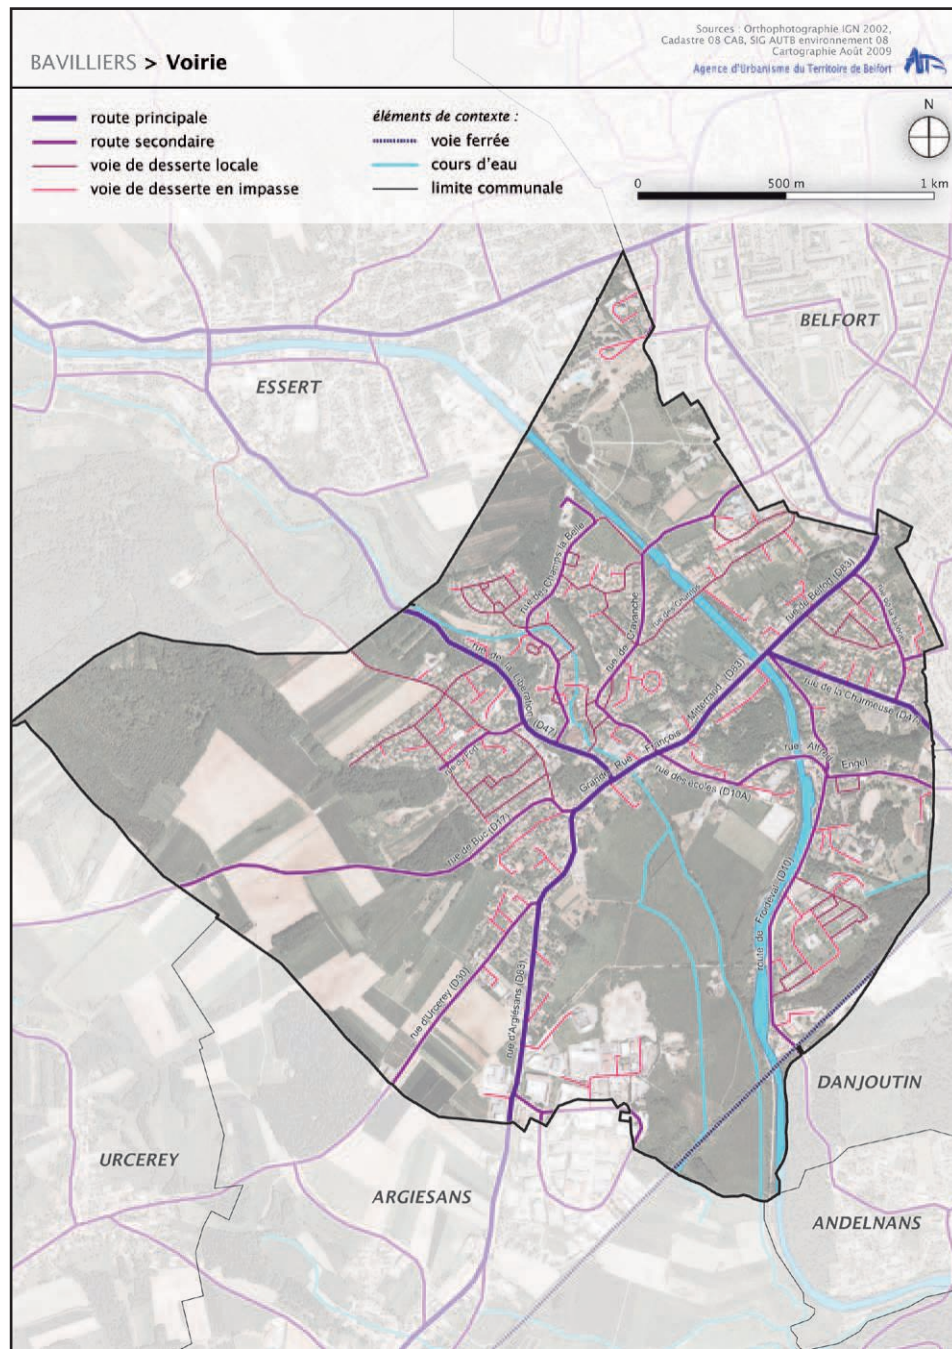 BAVILLIERS > Voirie
Sources : Orthophotographie IGN 2002,
Cadastre 08 CAB, SIG AUTB environnement 08
Cartographie Août 2009
Agence d'Urbanisme du Territoire de Belfort
route principale
route secondaire
voie de desserte locale
voie de desserte en impasse
éléments de contexte :
voie ferrée
cours d'eau
limite communale
N
0
500 m
1 km
BELFORT
ESSERT
rue des Champs la Belle
rue de Cravanche
rue de Belfort (D83)
rue de la Libération (D47)
Grande Rue François Mitterrand (D83)
rue de la Charmeuse (D47)
rue Alfred Engel
rue des écoles (D10A)
rue de Buc (D17)
route de Froideval (D10)
rue d'Urcerey (D30)
rue d'Argiésans (D83)
DANJOUTIN
URCEREY
ARGIESANS
ANDELNANS